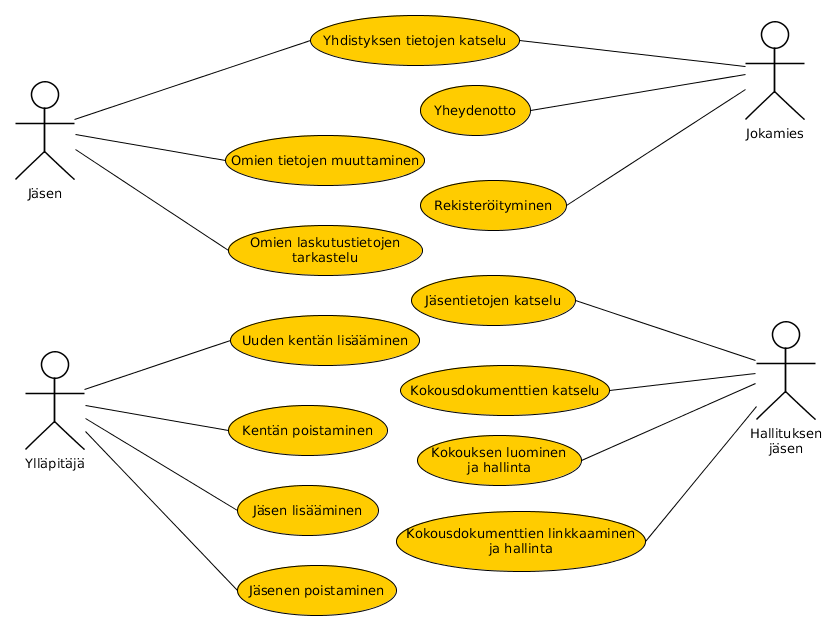 Yhdistyksen tietojen katselu
Yheydenotto
Jokamies
Omien tietojen muuttaminen
Jäsen
Rekisteröityminen
Omien laskutustietojen
tarkastelu
Jäsentietojen katselu
Uuden kentän lisääminen
Kokousdokumenttien katselu
Kentän poistaminen
Hallituksen
jäsen
Kokouksen luominen
ja hallinta
Ylläpitäjä
Jäsen lisääminen
Kokousdokumenttien linkkaaminen
ja hallinta
Jäsenen poistaminen